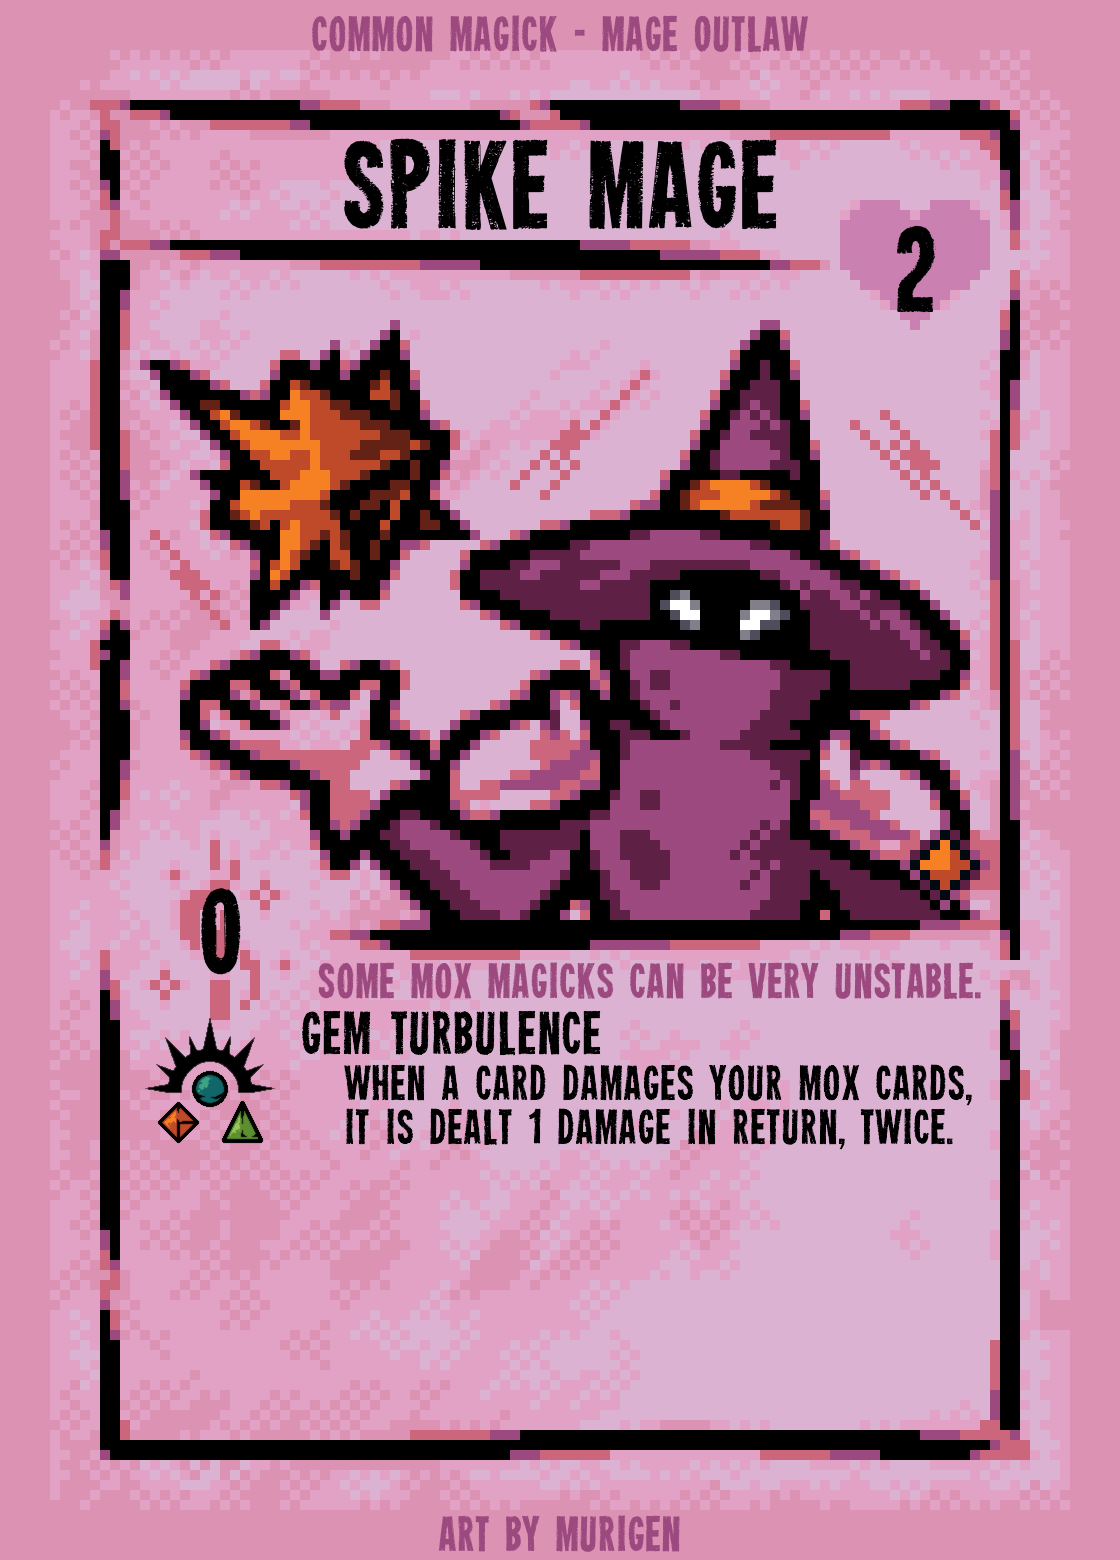 COMMON MAGICK - MAGE OUTLAW
SPIKE MAGE
2
0
SOME MOX MAGICKS CAN BE VERY UNSTABLE.
GEM TURBULENCE
WHEN A CARD DAMAGES YOUR MOX CARDS,
IT IS DEALT 1 DAMAGE IN RETURN, TWICE.
ART BY MURIGEN